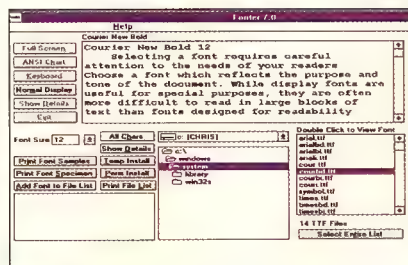 Fonter 7.0
Help
Courier New Bold
Full Screen
ANSI Chart
Keyboard
Normal Display
Show Details
Exit
Courier New Bold 12
Selecting a font requires careful
attention to the needs of your readers
Choose a font which reflects the purpose and
tone of the document. While display fonts are
useful for special purposes, they are often
more difficult to read in large blocks of
text than fonts designed for readability
Font Size 12
All Chars
Show Details
Print Font Samples
Temp Install
Print Font Specimen
Perm Install
Add Font to File List
Print File List
c: [CHRIS]
c:\
windows
system
library
win32s
Double Click to View Font
arial.ttf
arialbd.ttf
arialbi.ttf
ariali.ttf
cour.ttf
courbd.ttf
courbi.ttf
couri.ttf
symbol.ttf
times.ttf
timesbd.ttf
timesbi.ttf
14 TTF Files
Select Entire List